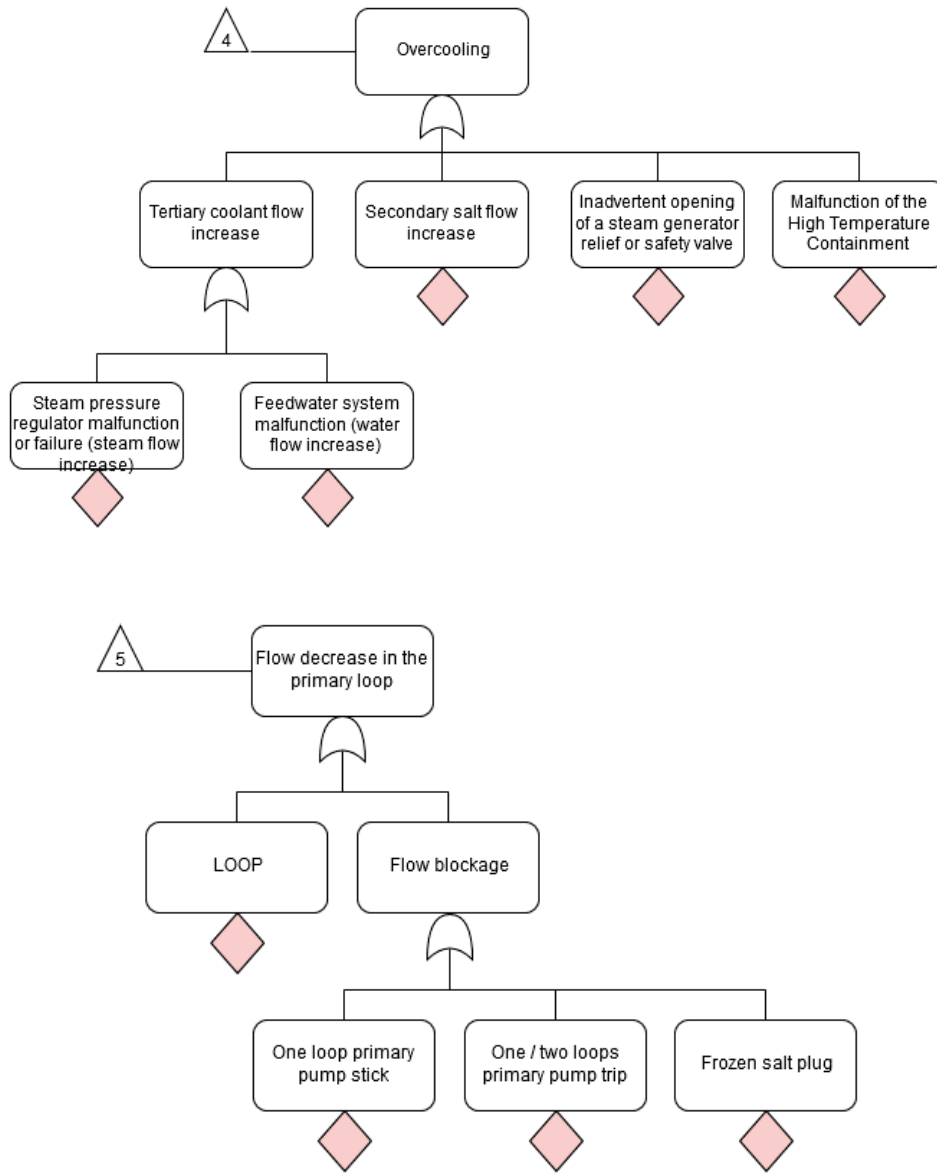 4
Overcooling
Tertiary coolant flow
increase
Secondary salt flow
increase
Inadvertent opening
of a steam generator
relief or safety valve
Malfunction of the
High Temperature
Containment
Steam pressure
regulator malfunction
or failure (steam flow
increase)
Feedwater system
malfunction (water
flow increase)
5
Flow decrease in the
primary loop
LOOP
Flow blockage
One loop primary
pump stick
One / two loops
primary pump trip
Frozen salt plug